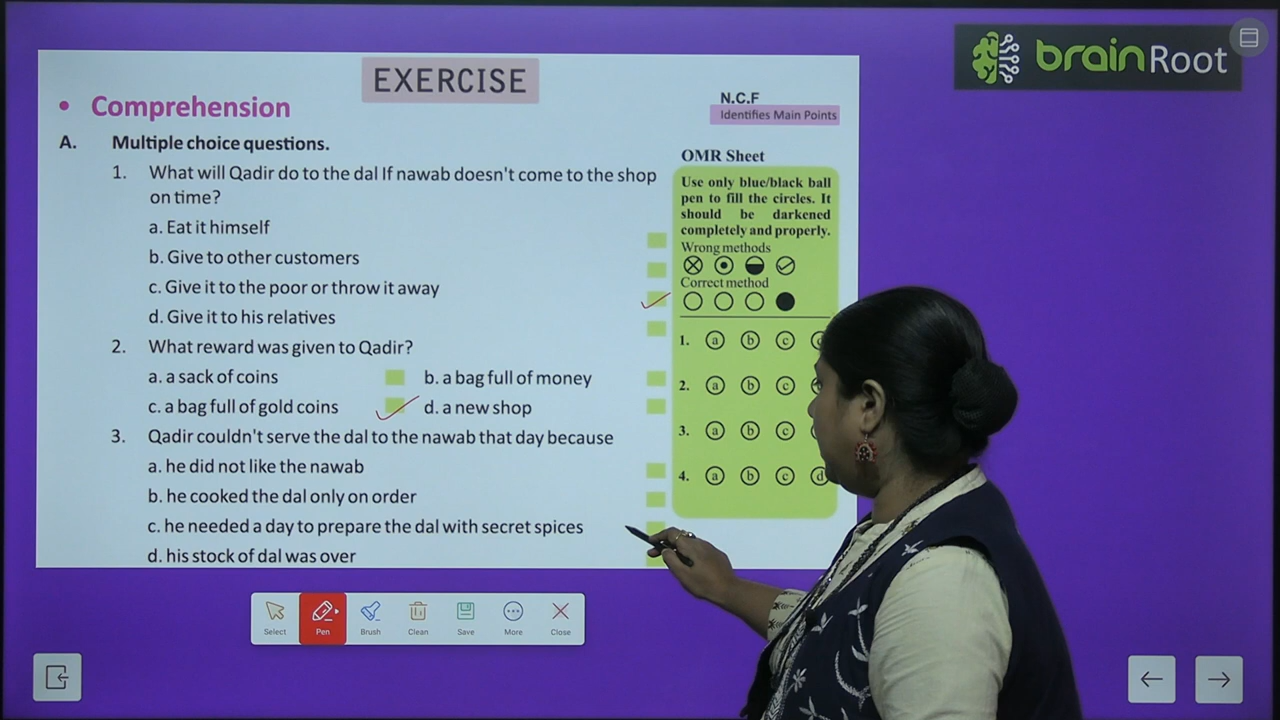 brainRoot
EXERCISE
• Comprehension
N.C.F
Identifies Main Points
A. Multiple choice questions.
1. What will Qadir do to the dal If nawab doesn't come to the shop
on time?
a. Eat it himself
b. Give to other customers
c. Give it to the poor or throw it away
d. Give it to his relatives
2. What reward was given to Qadir?
a. a sack of coins b. a bag full of money
c. a bag full of gold coins d. a new shop
3. Qadir couldn't serve the dal to the nawab that day because
a. he did not like the nawab
b. he cooked the dal only on order
c. he needed a day to prepare the dal with secret spices
d. his stock of dal was over
OMR Sheet
Use only blue/black ball
pen to fill the circles. It
should be darkened
completely and properly.
Wrong methods
Correct method
1. a b c
2. a b c
3. a b c
4. a b c d
Select Pen Brush Clean Save More Close